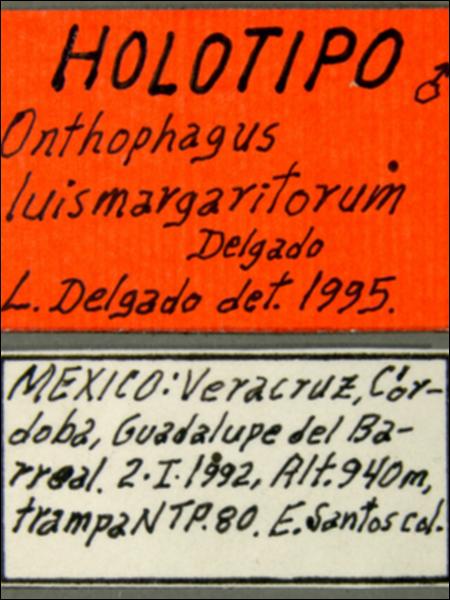 HOLOTIPO ♂
Onthophagus
luismargaritorum
Delgado
L. Delgado det. 1995.
MEXICO: Veracruz, Cór-
doba, Guadalupe del Ba-
rreal. 2·I·1992, Alt. 940m,
trampa NTP.80. E. Santos col.